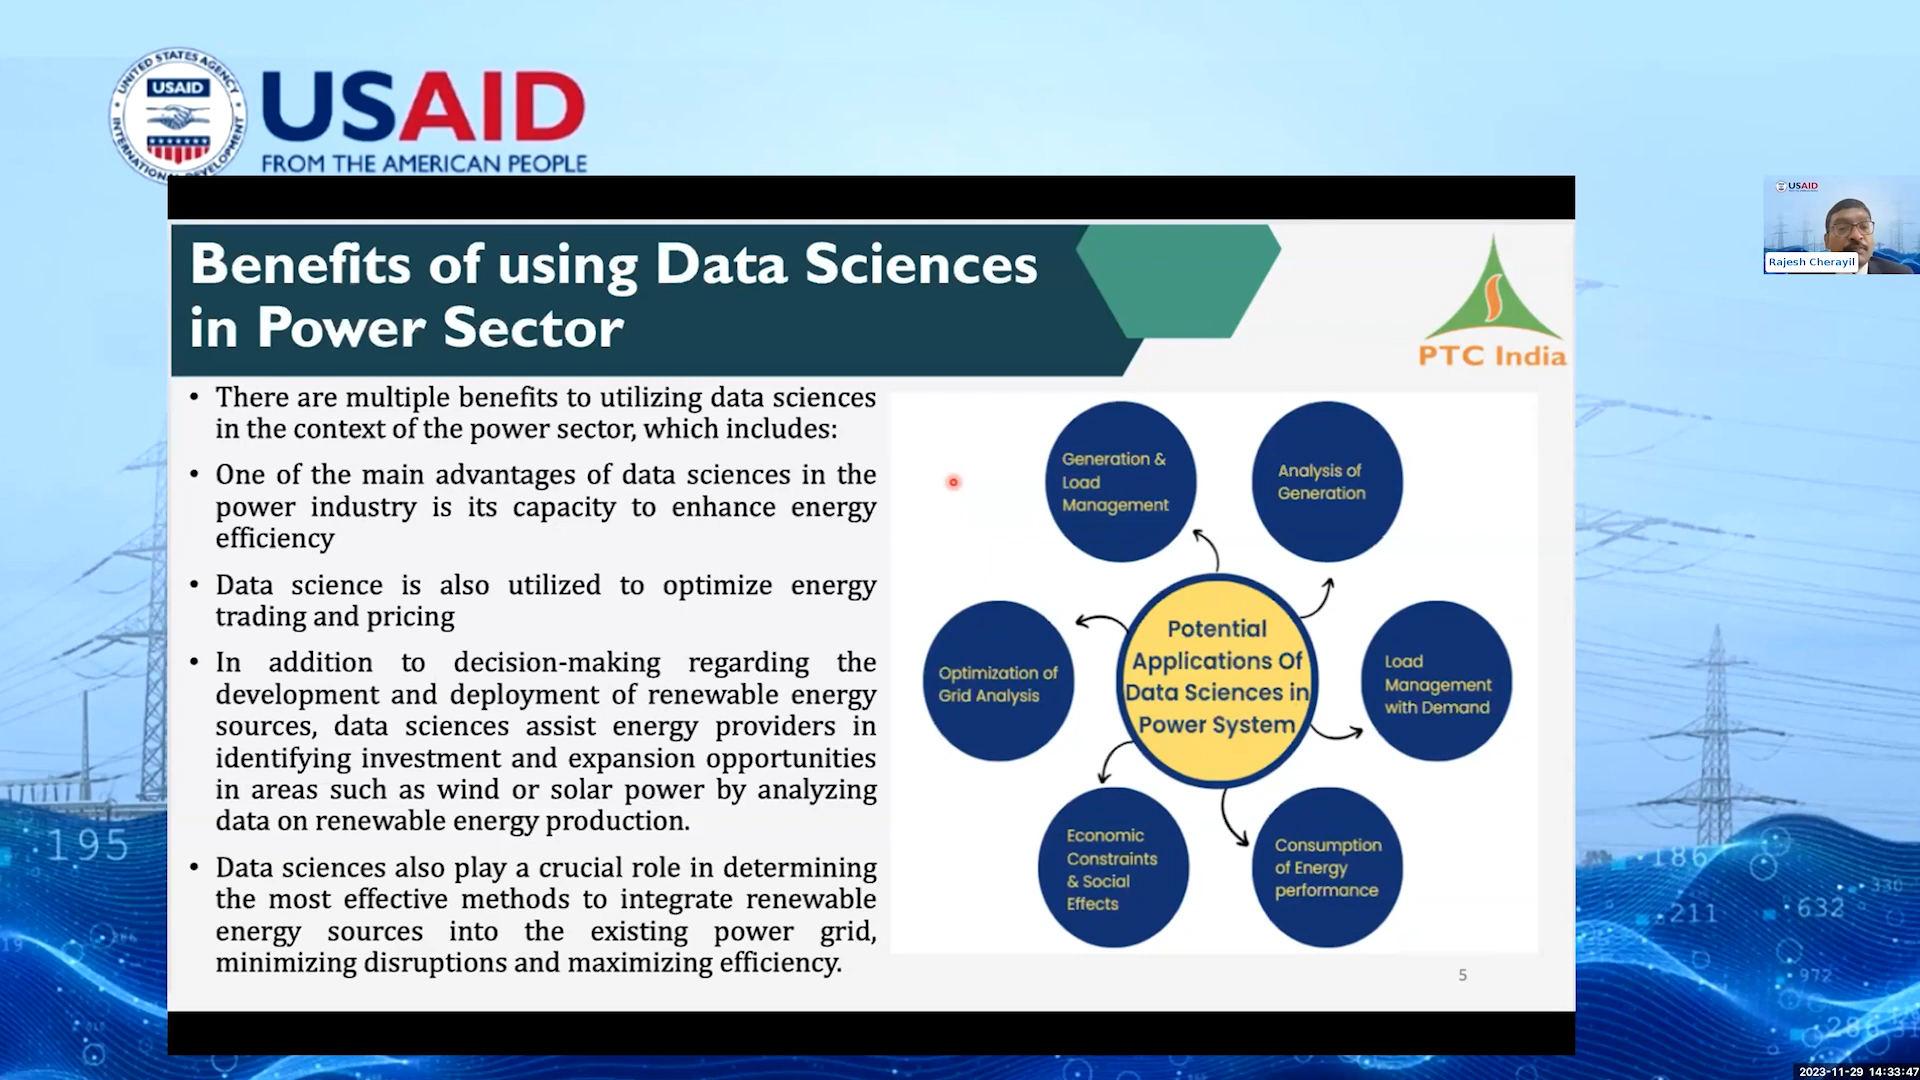 UNITED STATES AGENCY
USAID
INTERNATIONAL DEVELOPMENT
USAID
FROM THE AMERICAN PEOPLE
USAID
Rajesh Cherayil
Benefits of using Data Sciences
in Power Sector
PTC India
• There are multiple benefits to utilizing data sciences
in the context of the power sector, which includes:
• One of the main advantages of data sciences in the
power industry is its capacity to enhance energy
efficiency
• Data science is also utilized to optimize energy
trading and pricing
• In addition to decision-making regarding the
development and deployment of renewable energy
sources, data sciences assist energy providers in
identifying investment and expansion opportunities
in areas such as wind or solar power by analyzing
data on renewable energy production.
• Data sciences also play a crucial role in determining
the most effective methods to integrate renewable
energy sources into the existing power grid,
minimizing disruptions and maximizing efficiency.
Generation &
Load
Management
Analysis of
Generation
Optimization of
Grid Analysis
Potential
Applications Of
Data Sciences in
Power System
Load
Management
with Demand
Economic
Constraints
& Social
Effects
Consumption
of Energy
performance
5
195
186
330
211
632
972
2023-11-29 14:33:47